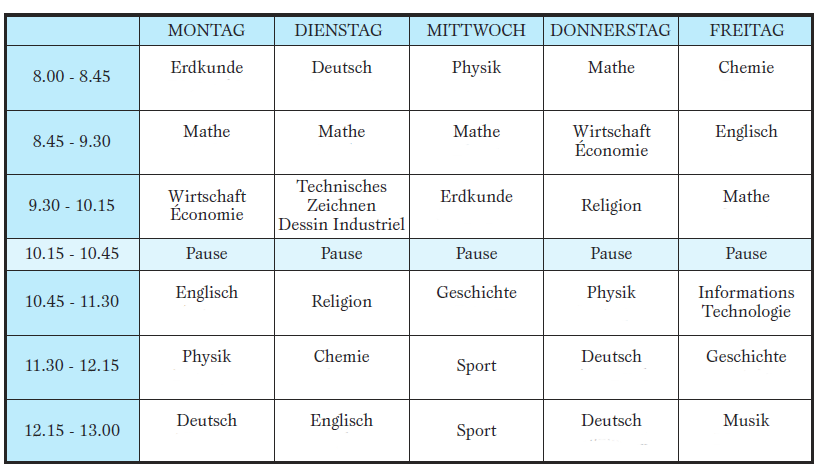 MONTAG DIENSTAG MITTWOCH DONNERSTAG FREITAG
8.00 - 8.45 Erdkunde Deutsch Physik Mathe Chemie
8.45 - 9.30 Mathe Mathe Mathe Wirtschaft Économie Englisch
9.30 - 10.15 Wirtschaft Économie Technisches Zeichnen Dessin Industriel Erdkunde Religion Mathe
10.15 - 10.45 Pause Pause Pause Pause Pause
10.45 - 11.30 Englisch Religion Geschichte Physik Informations Technologie
11.30 - 12.15 Physik Chemie Sport Deutsch Geschichte
12.15 - 13.00 Deutsch Englisch Sport Deutsch Musik